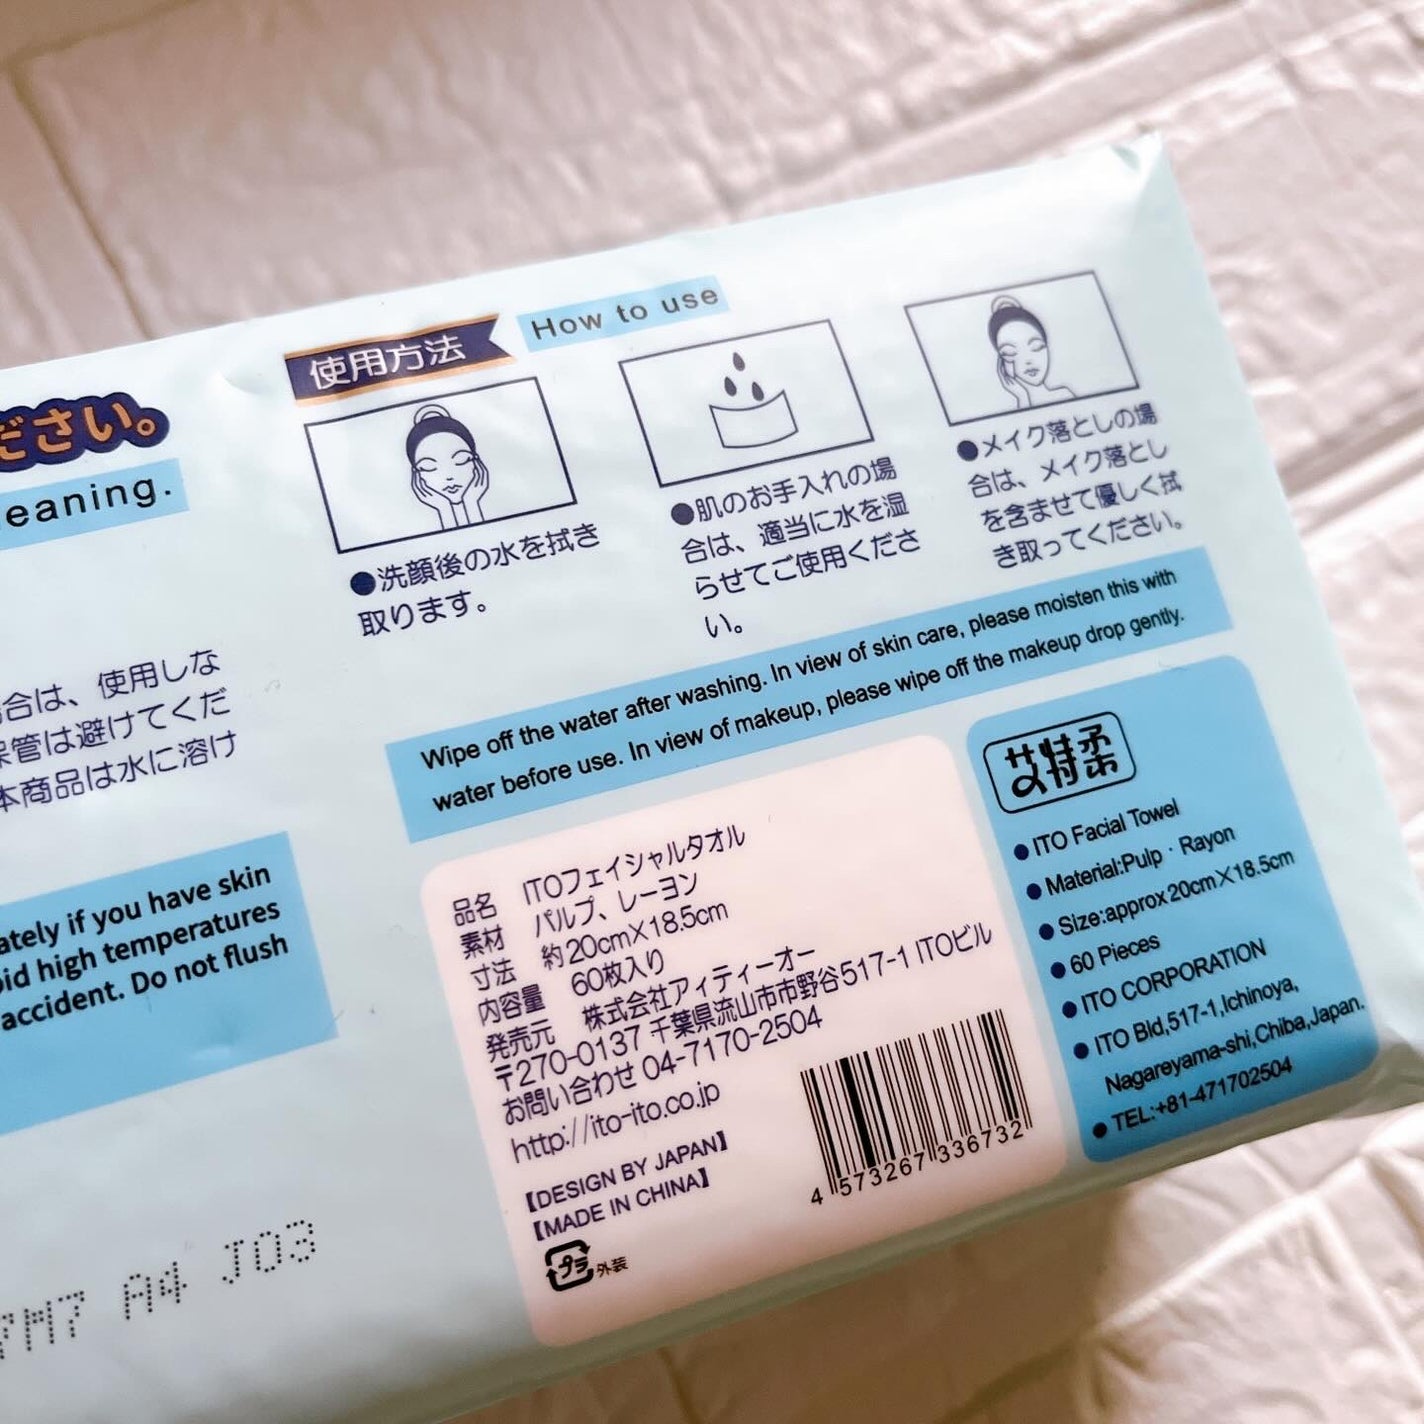 ださい。
eaning.
合は、使用しな
保管は避けてくだ
本商品は水に溶け
ately if you have skin
oid high temperatures
accident. Do not flush
7M7 A4 J03
使用方法
How to use
●洗顔後の水を拭き
取ります。
●肌のお手入れの場
合は、適当に水を湿
らせてご使用くださ
い。
●メイク落としの場
合は、メイク落とし
を含ませて優しく拭
き取ってください。
Wipe off the water after washing. In view of skin care, please moisten this with
water before use. In view of makeup, please wipe off the makeup drop gently.
品名 ITOフェイシャルタオル
素材 パルプ、レーヨン
寸法 約20cm×18.5cm
内容量 60枚入り
発売元 株式会社アイティーオー
〒270-0137 千葉県流山市市野谷517-1 ITOビル
お問い合わせ 04-7170-2504
http://ito-ito.co.jp
【DESIGN BY JAPAN】
【MADE IN CHINA】
プラ 外装
4 573267 336732
艾特柔
●ITO Facial Towel
●Material:Pulp · Rayon
●Size:approx 20cm×18.5cm
●60 Pieces
●ITO CORPORATION
●ITO Bld,517-1,Ichinoya,
Nagareyama-shi,Chiba,Japan.
●TEL:+81-471702504